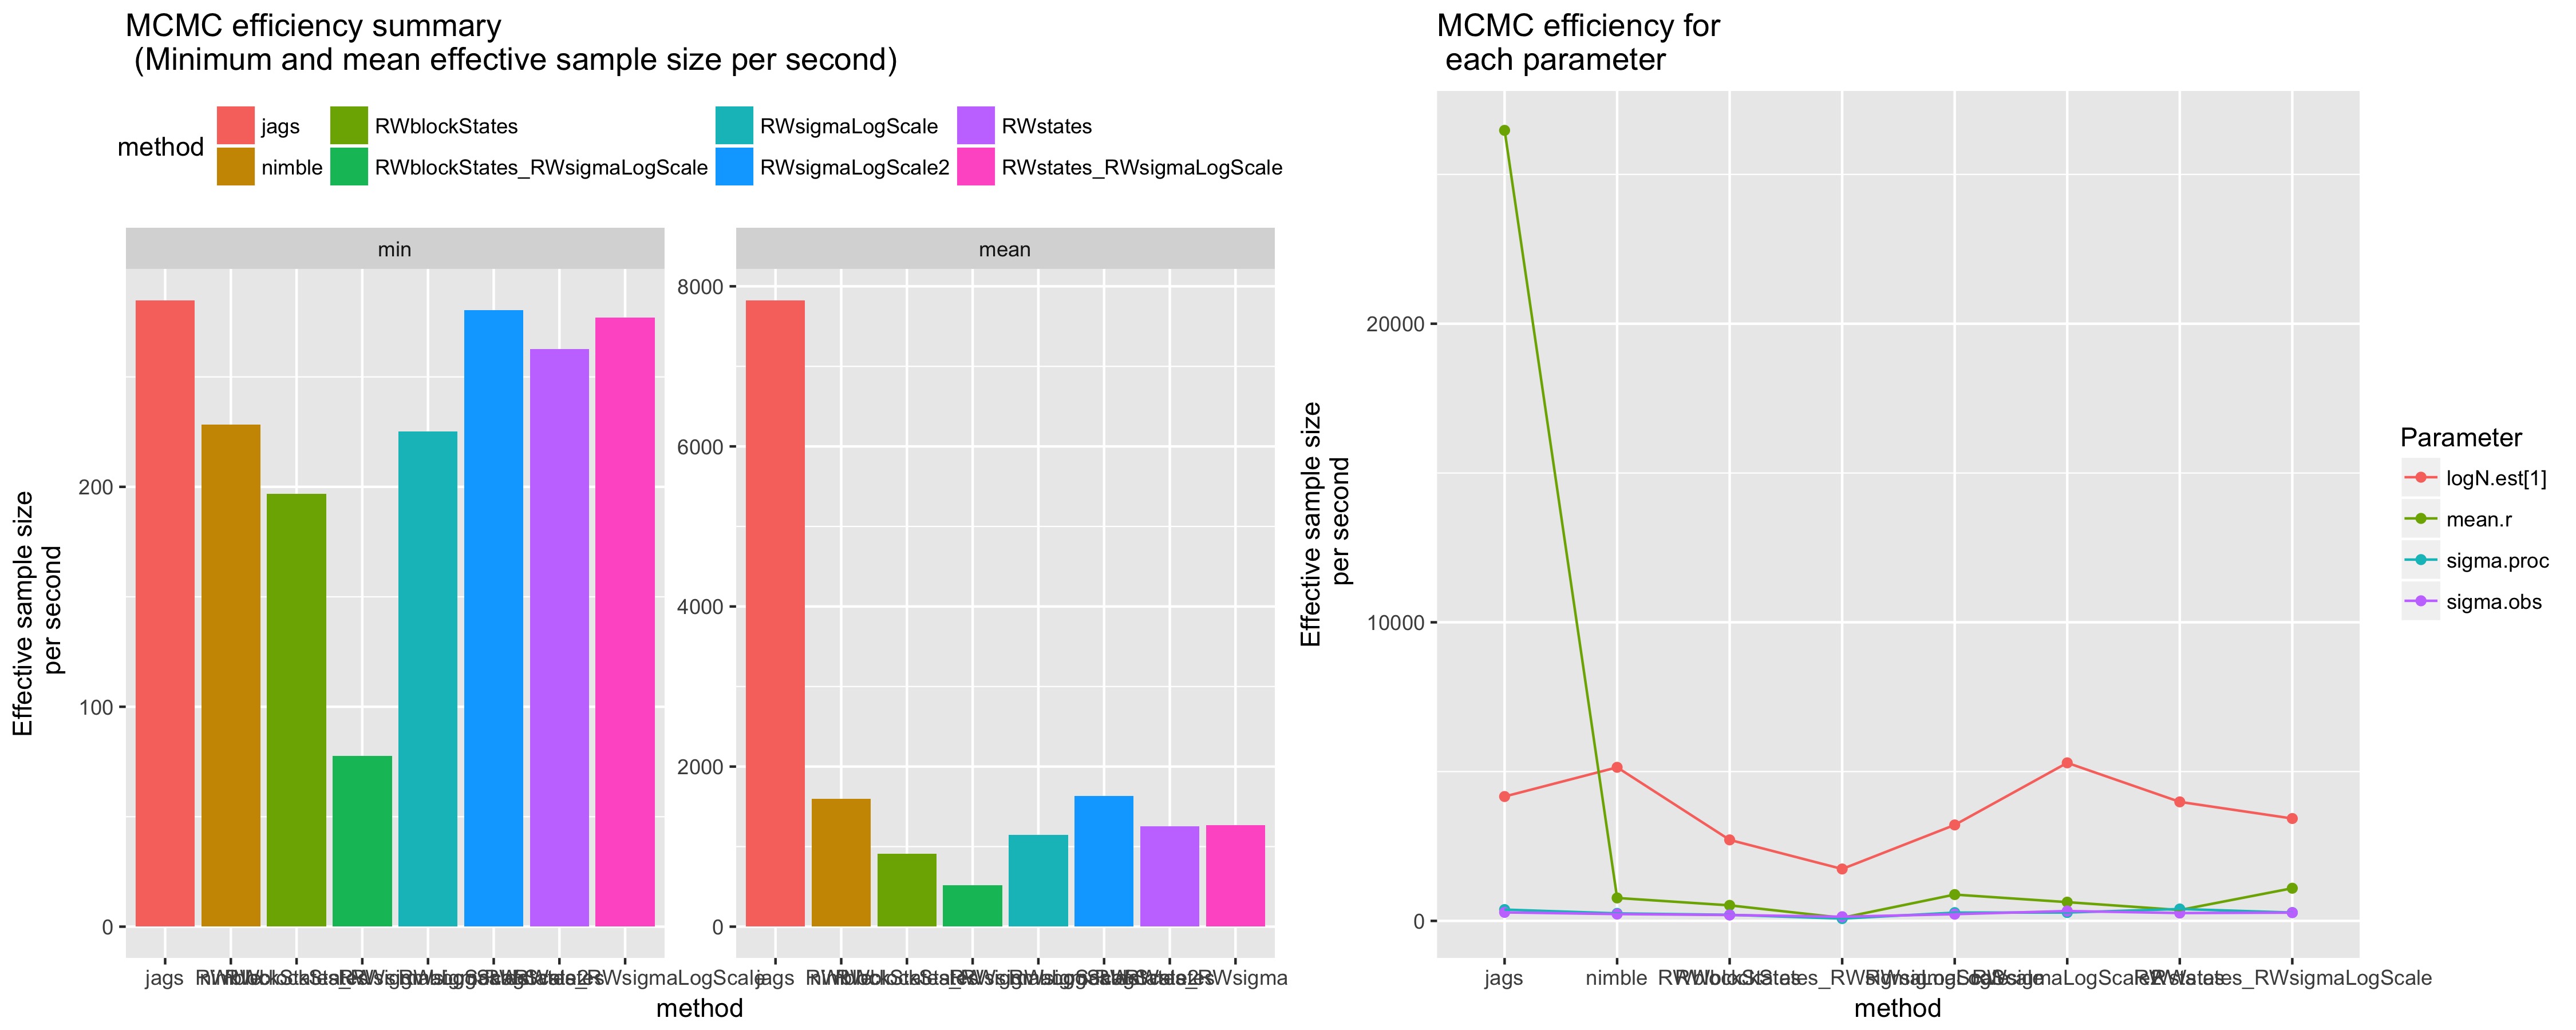 MCMC efficiency summary
(Minimum and mean effective sample size per second)
method
jags
RWblockStates
RWsigmaLogScale
RWstates
nimble
RWblockStates_RWsigmaLogScale
RWsigmaLogScale2
RWstates_RWsigmaLogScale
min
mean
Effective sample size
per second
200
100
0
8000
6000
4000
2000
0
jags
jags
method
MCMC efficiency for
each parameter
Effective sample size
per second
20000
10000
0
jags
nimble
method
Parameter
logN.est[1]
mean.r
sigma.proc
sigma.obs